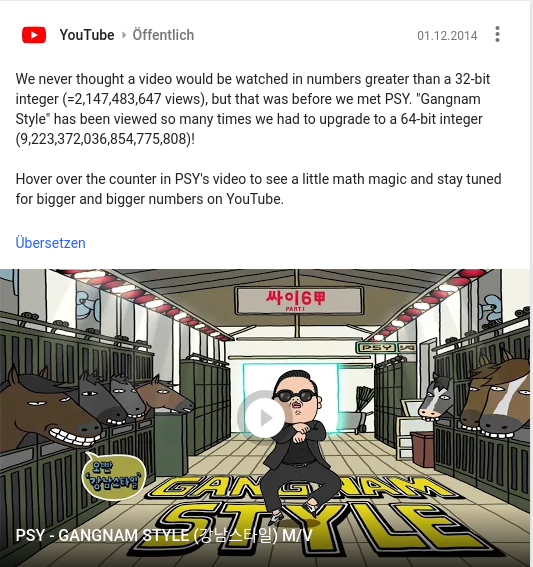 YouTube ▸ Öffentlich
01.12.2014
We never thought a video would be watched in numbers greater than a 32-bit
integer (=2,147,483,647 views), but that was before we met PSY. "Gangnam
Style" has been viewed so many times we had to upgrade to a 64-bit integer
(9,223,372,036,854,775,808)!
Hover over the counter in PSY's video to see a little math magic and stay tuned
for bigger and bigger numbers on YouTube.
Übersetzen
싸이6甲
PART1
PSY
오빤
강남스타일
GANGNAM
STYLE
PSY - GANGNAM STYLE (강남스타일) M/V